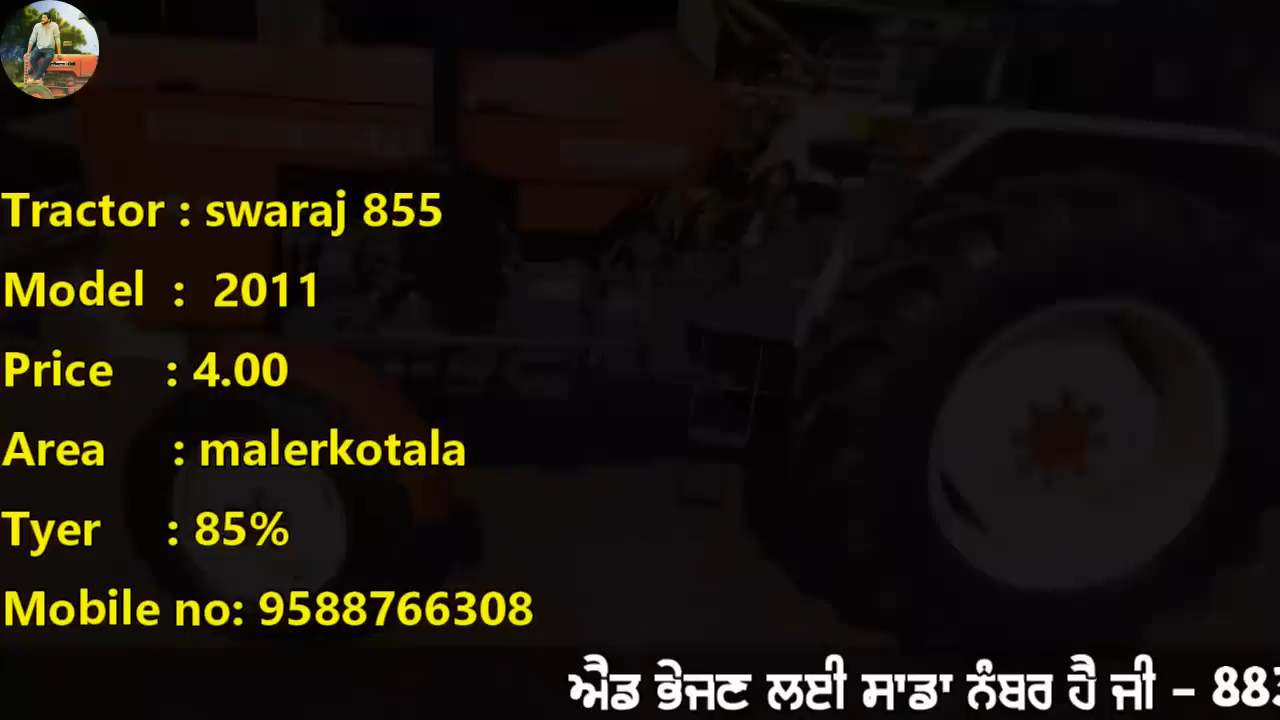 Tractor : swaraj 855
Model : 2011
Price : 4.00
Area : malerkotala
Tyer : 85%
Mobile no: 9588766308
ਐਡ ਭੇਜਣ ਲਈ ਸਾਡਾ ਨੰਬਰ ਹੈ ਜੀ - 88